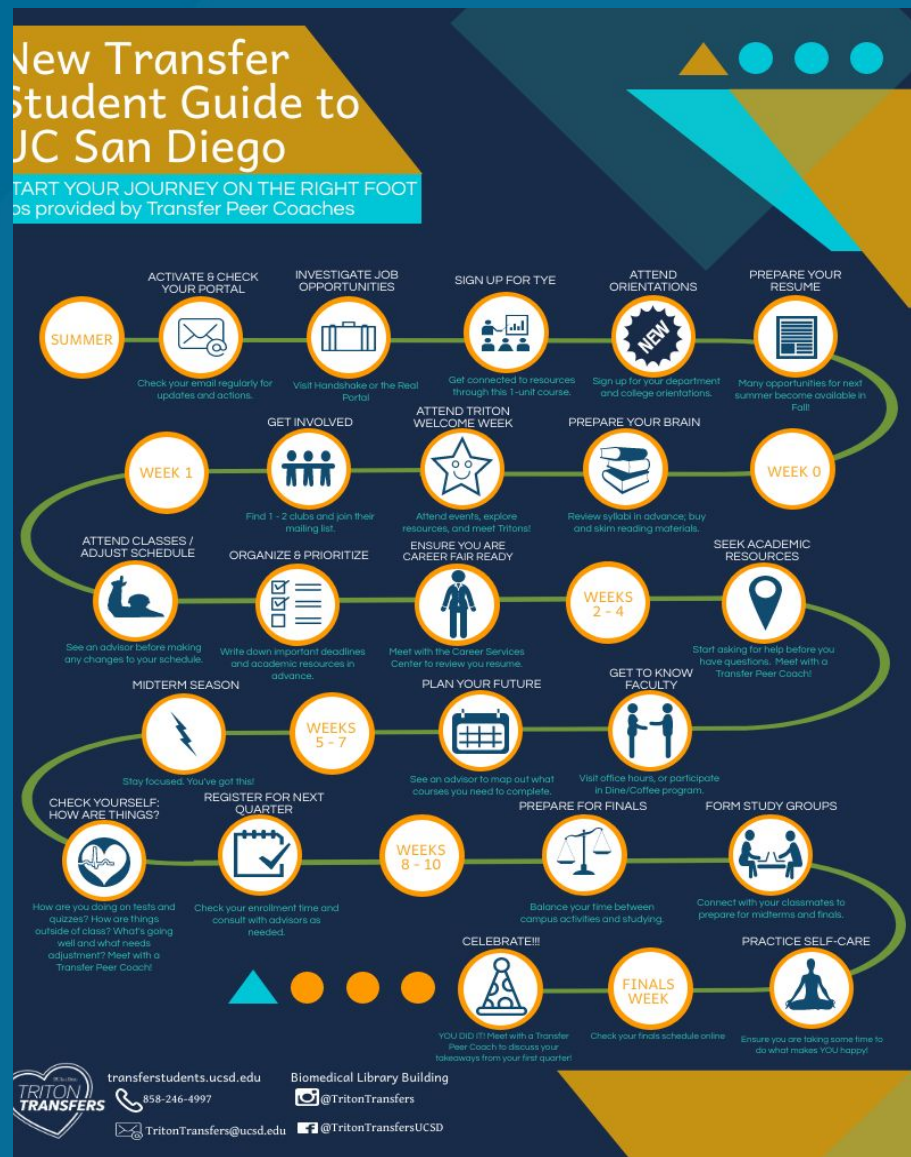 New Transfer
Student Guide to
UC San Diego
TART YOUR JOURNEY ON THE RIGHT FOOT
ps provided by Transfer Peer Coaches
SUMMER
ACTIVATE & CHECK
YOUR PORTAL
Check your email regularly for
updates and actions.
INVESTIGATE JOB
OPPORTUNITIES
Visit Handshake or the Real
Portal
SIGN UP FOR TYE
Get connected to resources
through this 1-unit course.
ATTEND
ORIENTATIONS
NEW
Sign up for your department
and college orientations.
PREPARE YOUR
RESUME
Many opportunities for next
summer become available in
Fall!
WEEK 0
PREPARE YOUR BRAIN
Review syllabi in advance; buy
and skim reading materials.
ATTEND TRITON
WELCOME WEEK
Attend events, explore
resources, and meet Tritons!
GET INVOLVED
Find 1 - 2 clubs and join their
mailing list.
WEEK 1
ATTEND CLASSES /
ADJUST SCHEDULE
See an advisor before making
any changes to your schedule.
ORGANIZE & PRIORITIZE
Write down important deadlines
and academic resources in
advance.
ENSURE YOU ARE
CAREER FAIR READY
Meet with the Career Services
Center to review you resume.
WEEKS
2 - 4
SEEK ACADEMIC
RESOURCES
Start asking for help before you
have questions. Meet with a
Transfer Peer Coach!
GET TO KNOW
FACULTY
Visit office hours, or participate
in Dine/Coffee program.
PLAN YOUR FUTURE
See an advisor to map out what
courses you need to complete.
WEEKS
5 - 7
MIDTERM SEASON
Stay focused. You've got this!
CHECK YOURSELF:
HOW ARE THINGS?
How are you doing on tests and
quizzes? How are things
outside of class? What's going
well and what needs
adjustment? Meet with a
Transfer Peer Coach!
REGISTER FOR NEXT
QUARTER
Check your enrollment time and
consult with advisors as
needed.
WEEKS
8 - 10
PREPARE FOR FINALS
Balance your time between
campus activities and studying.
FORM STUDY GROUPS
Connect with your classmates to
prepare for midterms and finals.
PRACTICE SELF-CARE
Ensure you are taking some time to
do what makes YOU happy!
FINALS
WEEK
Check your finals schedule online
CELEBRATE!!!
YOU DID IT! Meet with a Transfer
Peer Coach to discuss your
takeaways from your first quarter!
TRITON
TRANSFERS
transferstudents.ucsd.edu
858-246-4997
TritonTransfers@ucsd.edu
Biomedical Library Building
@TritonTransfers
@TritonTransfersUCSD